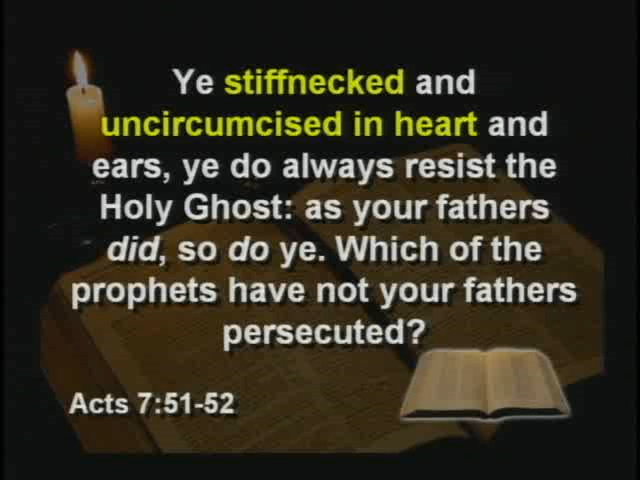 Ye stiffnecked and
uncircumcised in heart and
ears, ye do always resist the
Holy Ghost: as your fathers
did, so do ye. Which of the
prophets have not your fathers
persecuted?
Acts 7:51-52